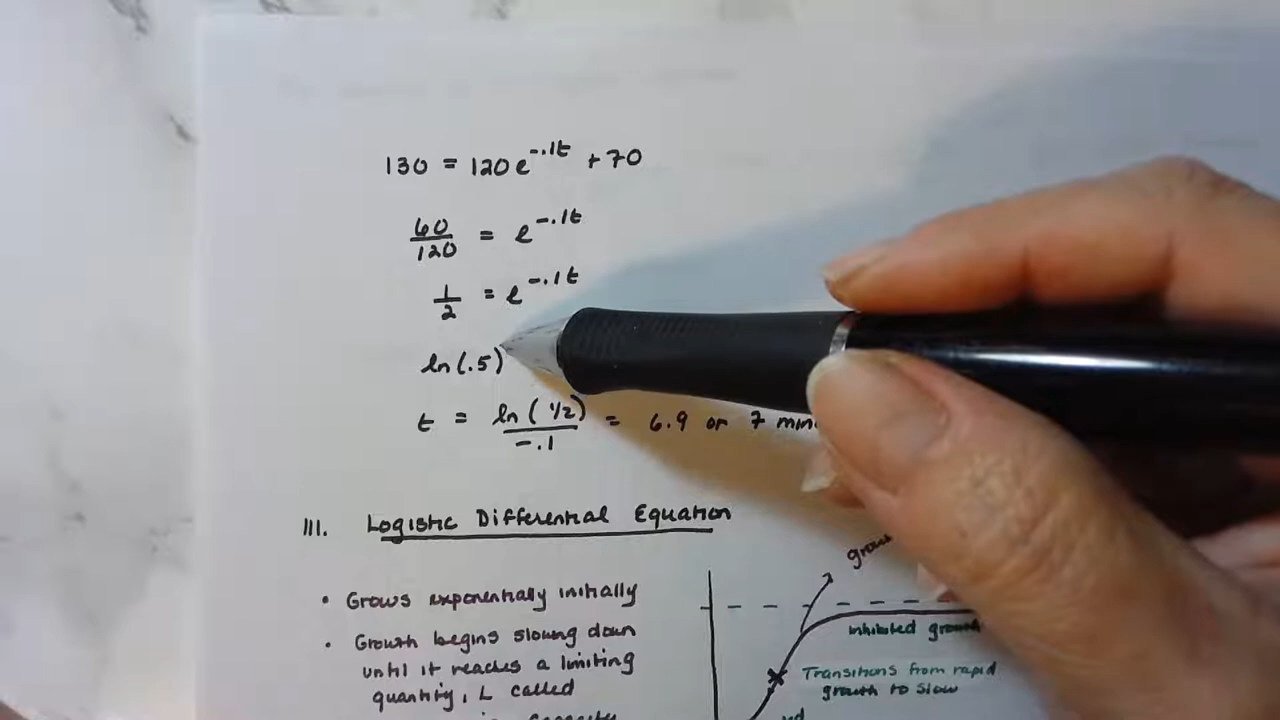 130 = 120e^-.1t + 70
60/120 = e^-.1t
1/2 = e^-.1t
ln(.5)
t = ln(1/2)/-.1 = 6.9 or 7
III. Logistic Differential Equation
• Grows exponentially initially
• Growth begins slowing down
until it reaches a limiting
quantity, L called
inhibited growth
Transitions from rapid
growth to slow